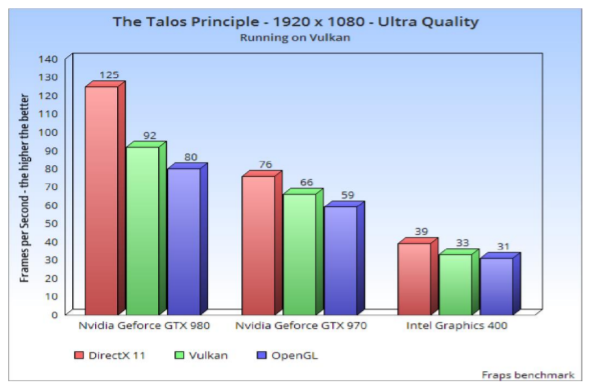 The Talos Principle - 1920 x 1080 - Ultra Quality
Running on Vulkan
Frames per Second - the higher the better
140
130
120
110
100
90
80
70
60
50
40
30
20
10
0
125
92
80
76
66
59
39
33
31
Nvidia Geforce GTX 980
Nvidia Geforce GTX 970
Intel Graphics 400
DirectX 11
Vulkan
OpenGL
Fraps benchmark